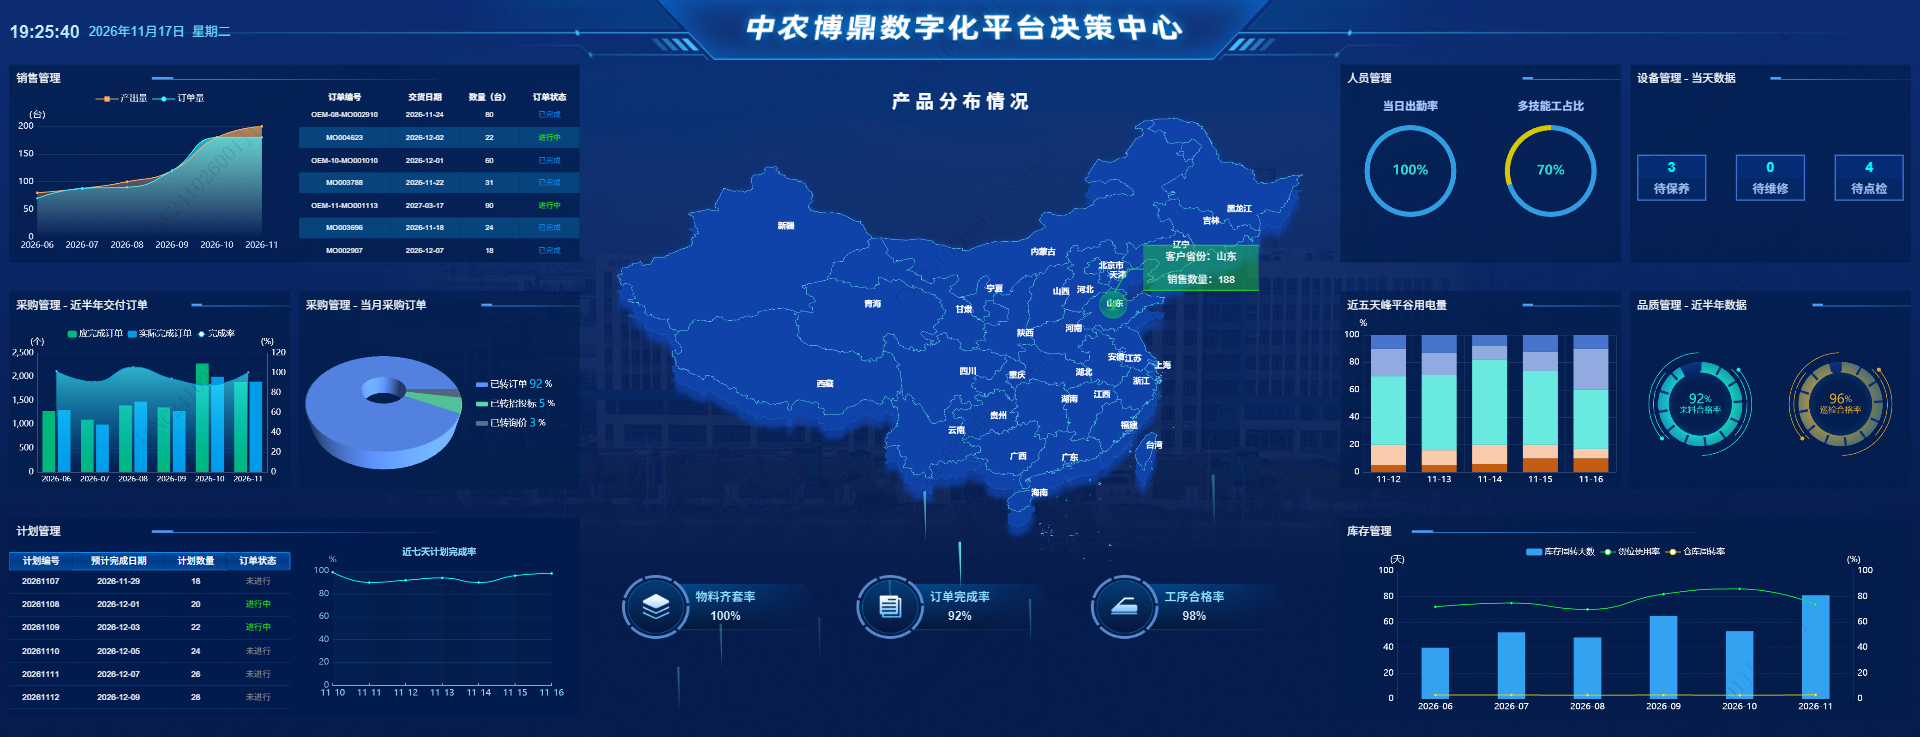 19:25:40 2026年11月17日 星期二
中农博鼎数字化平台决策中心
销售管理
产出量 订单量
(台)
200
150
100
50
0
2026-06 2026-07 2026-08 2026-09 2026-10 2026-11
订单编号 交货日期 数量（台） 订单状态
OEM-08-MO002910 2026-11-24 80 已完成
MO004623 2026-12-02 22 进行中
OEM-10-MO001010 2026-12-01 60 已完成
MO003788 2026-11-22 31 已完成
OEM-11-MO001113 2027-03-17 90 进行中
MO003696 2026-11-18 24 已完成
MO002907 2026-12-07 18 已完成
采购管理 - 近半年交付订单
应完成订单 实际完成订单 完成率
(个) (%)
2,500 120
2,000 100
1,500 80
1,000 60
500 40
0 20
0
2026-06 2026-07 2026-08 2026-09 2026-10 2026-11
采购管理 - 当月采购订单
已转订单 92 %
已转招投标 5 %
已转询价 3 %
计划管理
计划编号 预计完成日期 计划数量 订单状态
20261107 2026-11-29 18 未进行
20261108 2026-12-01 20 进行中
20261109 2026-12-03 22 进行中
20261110 2026-12-05 24 未进行
20261111 2026-12-07 26 未进行
20261112 2026-12-09 28 未进行
近七天计划完成率
%
100
80
60
40
20
0
11 10 11 11 11 12 11 13 11 14 11 15 11 16
产品分布情况
黑龙江
吉林
新疆
辽宁
内蒙古
客户省份：山东
北京市
天津
销售数量：188
宁夏
山西
河北
青海
甘肃
山东
陕西
河南
安徽
江苏
上海
四川
重庆
湖北
西藏
浙江
湖南
江西
贵州
福建
云南
台湾
广西
广东
海南
物料齐套率
100%
订单完成率
92%
工序合格率
98%
人员管理
当日出勤率 多技能工占比
100% 70%
设备管理 - 当天数据
3 0 4
待保养 待维修 待点检
近五天峰平谷用电量
%
100
80
60
40
20
0
11-12 11-13 11-14 11-15 11-16
品质管理 - 近半年数据
92% 96%
来料合格率 巡检合格率
库存管理
库存周转天数 仓位使用率 仓库周转率
(天) (%)
100 100
80 80
60 60
40 40
20 20
0 0
2026-06 2026-07 2026-08 2026-09 2026-10 2026-11